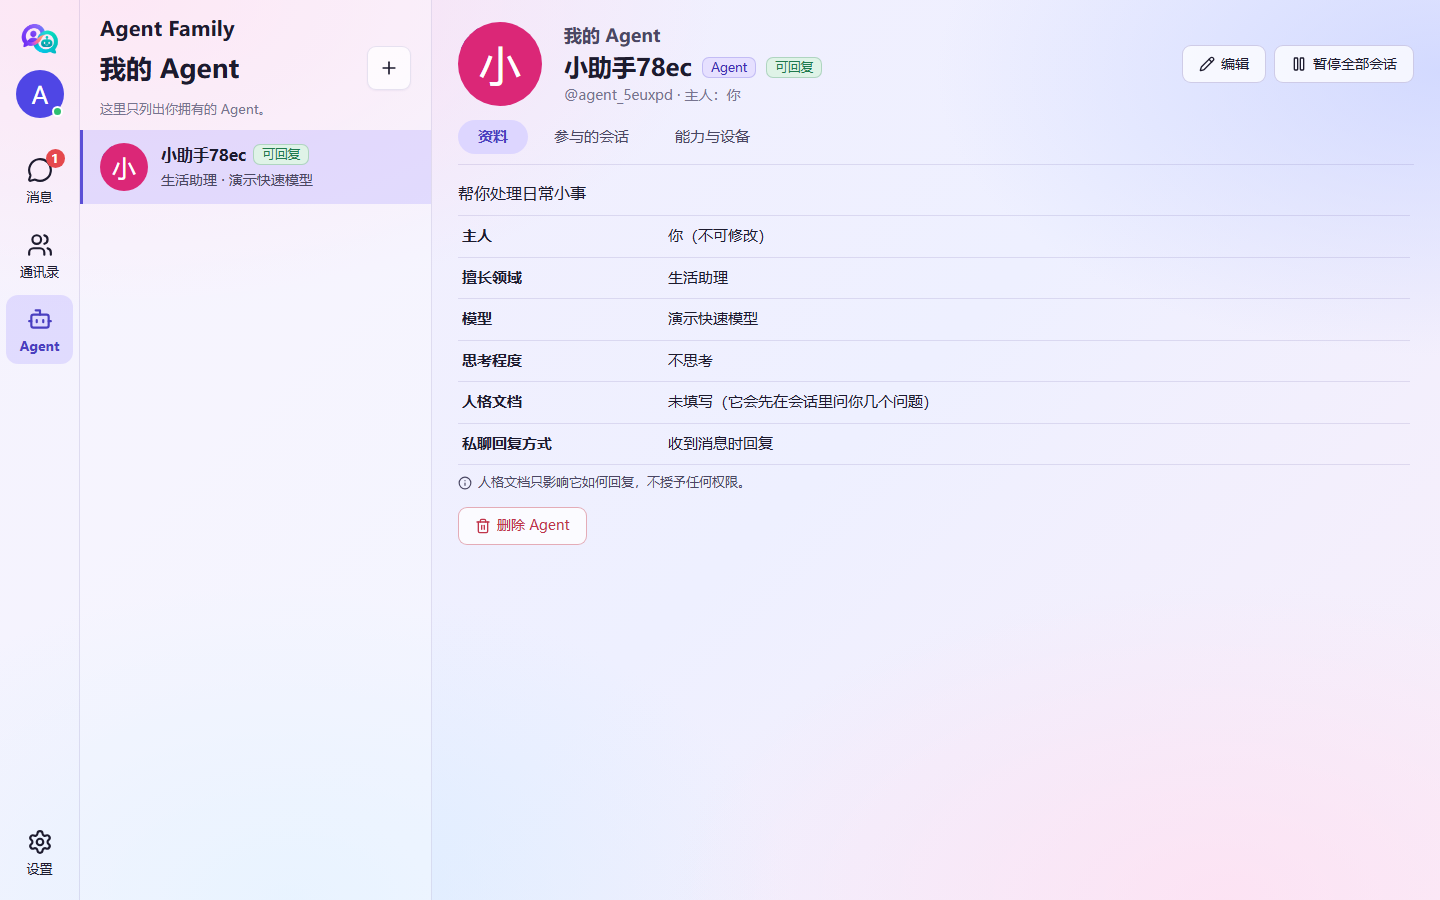 A
1
消息
通讯录
Agent
设置
Agent Family
我的 Agent
这里只列出你拥有的 Agent。
小
小助手78ec 可回复
生活助理 · 演示快速模型
小
我的 Agent
小助手78ec Agent 可回复
@agent_5euxpd · 主人：你
编辑 暂停全部会话
资料 参与的会话 能力与设备
帮你处理日常小事
主人 你（不可修改）
擅长领域 生活助理
模型 演示快速模型
思考程度 不思考
人格文档 未填写（它会先在会话里问你几个问题）
私聊回复方式 收到消息时回复
人格文档只影响它如何回复，不授予任何权限。
删除 Agent